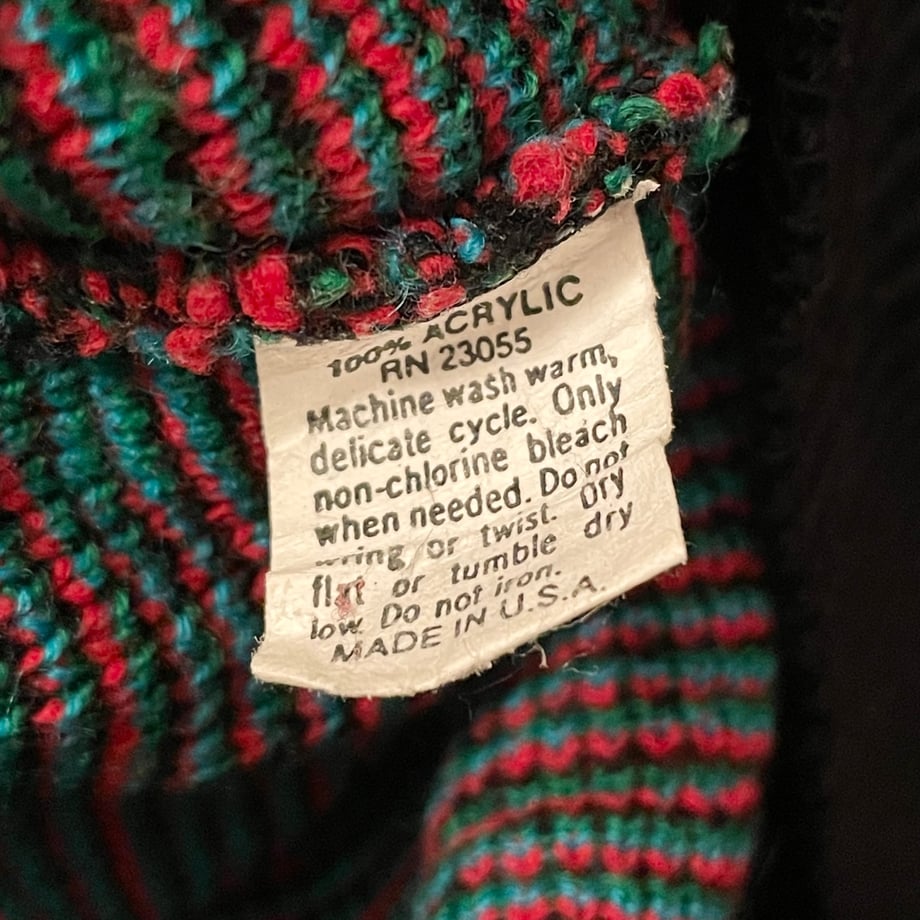 100% ACRYLIC
RN 23055
Machine wash warm,
delicate cycle. Only
non-chlorine bleach
when needed. Do not
wring or twist. Dry
flat or tumble dry
low. Do not iron.
MADE IN U.S.A.